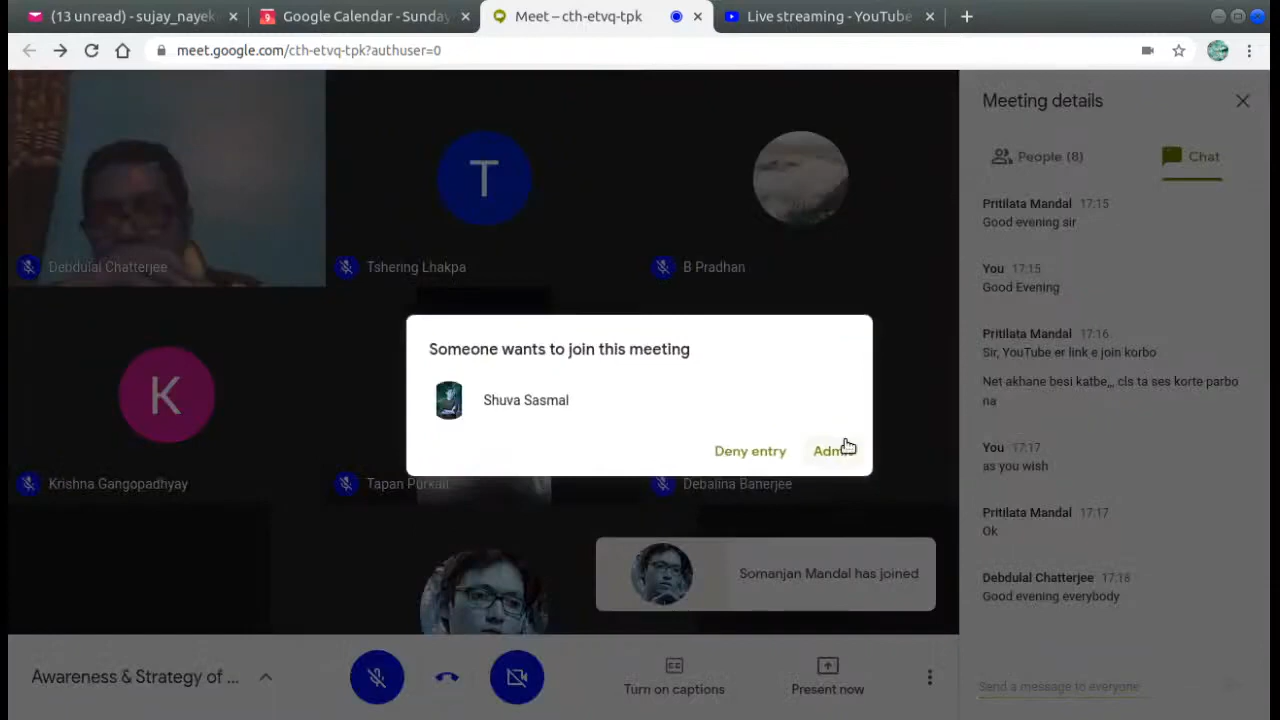 (13 unread) - sujay_nayek
Google Calendar - Sunday
Meet – cth-etvq-tpk
Live streaming - YouTube
meet.google.com/cth-etvq-tpk?authuser=0
Debdulal Chatterjee
T
Tshering Lhakpa
B Pradhan
K
Krishna Gangopadhyay
Tapan Purkait
Debalina Banerjee
Someone wants to join this meeting
Shuva Sasmal
Deny entry
Somanjan Mandal has joined
Awareness & Strategy of ...
CC
Turn on captions
Present now
Meeting details
People (8)
Chat
Pritilata Mandal 17:15
Good evening sir
You 17:15
Good Evening
Pritilata Mandal 17:16
Sir, YouTube er link e join korbo
Net akhane besi katbe,,, cls ta ses korte parbo
na
You 17:17
as you wish
Pritilata Mandal 17:17
Ok
Debdulal Chatterjee 17:18
Good evening everybody
Send a message to everyone